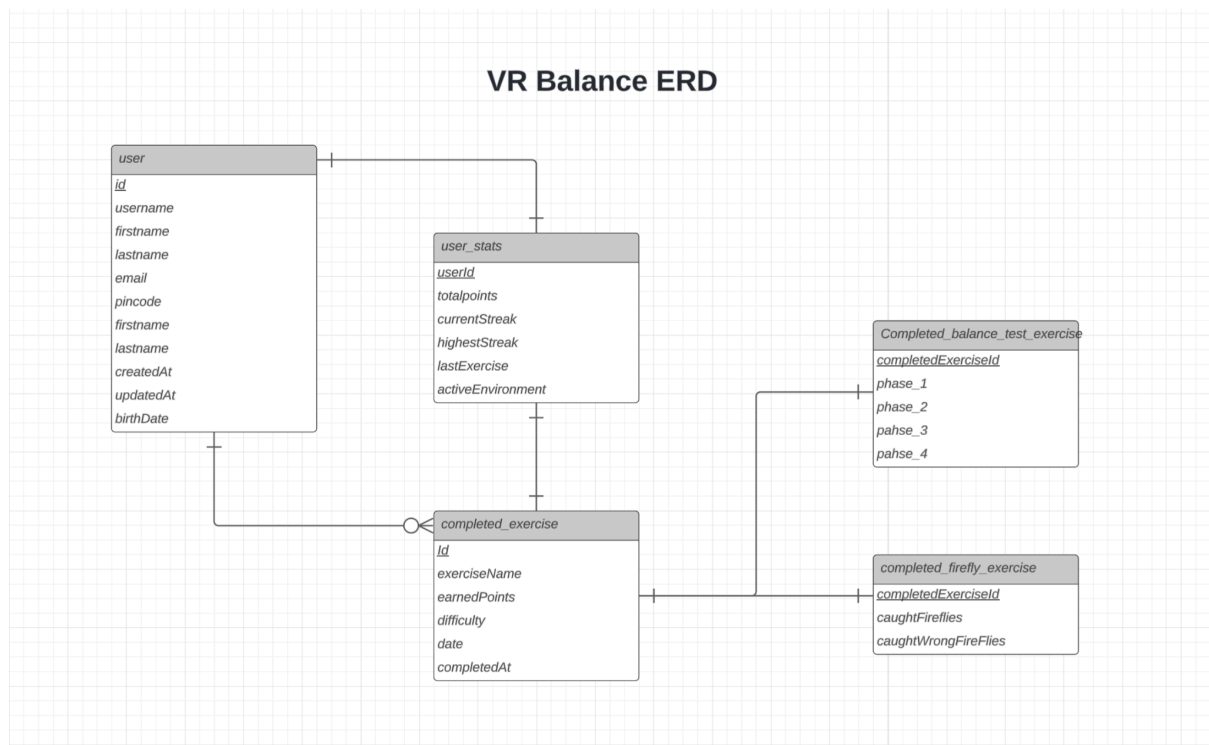 VR Balance ERD
user
id
username
firstname
lastname
email
pincode
firstname
lastname
createdAt
updatedAt
birthDate
user_stats
userId
totalpoints
currentStreak
highestStreak
lastExercise
activeEnvironment
completed_exercise
Id
exerciseName
earnedPoints
difficulty
date
completedAt
Completed_balance_test_exercise
completedExerciseId
phase_1
phase_2
pahse_3
pahse_4
completed_firefly_exercise
completedExerciseId
caughtFireflies
caughtWrongFireFlies